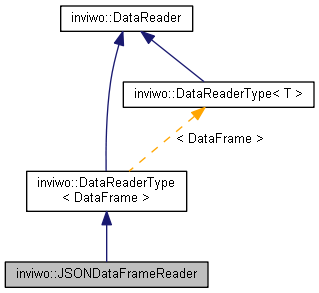 inviwo::DataReader
inviwo::DataReaderType< T >
< DataFrame >
inviwo::DataReaderType
< DataFrame >
inviwo::JSONDataFrameReader